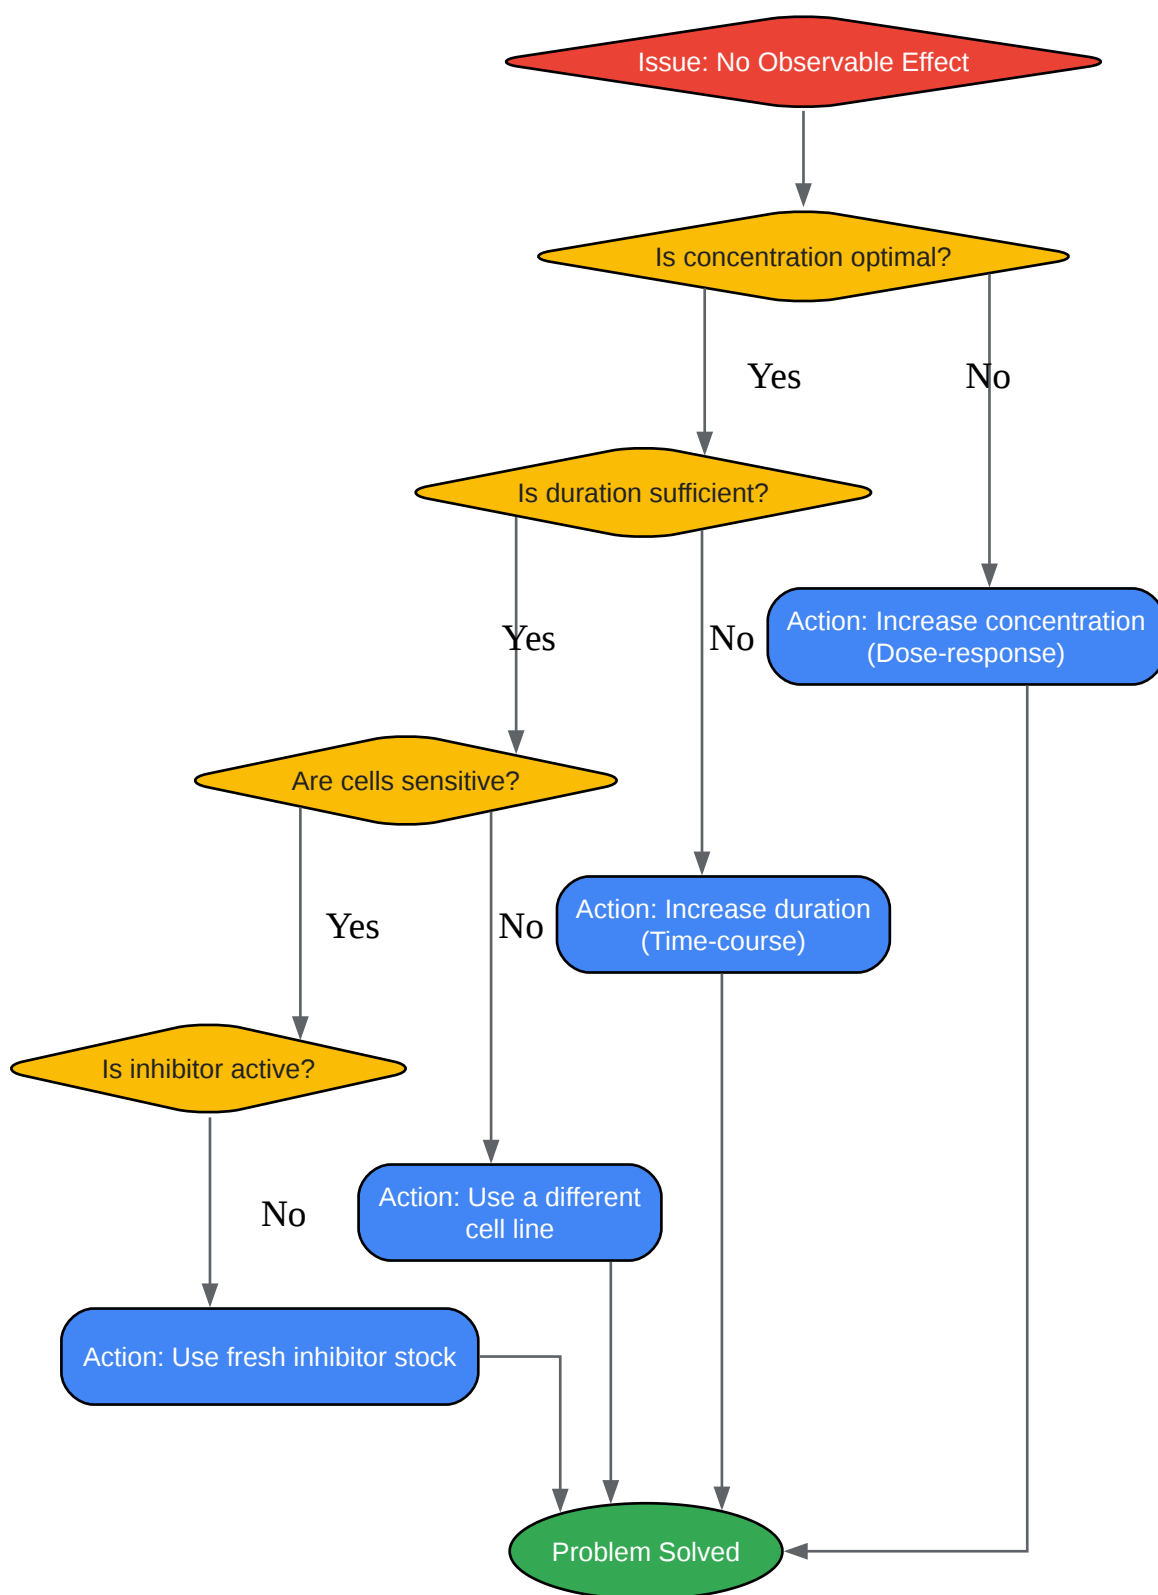 Issue: No Observable Effect
Is concentration optimal?
Yes
No
Is duration sufficient?
Yes
No
Action: Increase concentration
(Dose-response)
Are cells sensitive?
Yes
No
Action: Increase duration
(Time-course)
Is inhibitor active?
No
Action: Use a different
cell line
Action: Use fresh inhibitor stock
Problem Solved